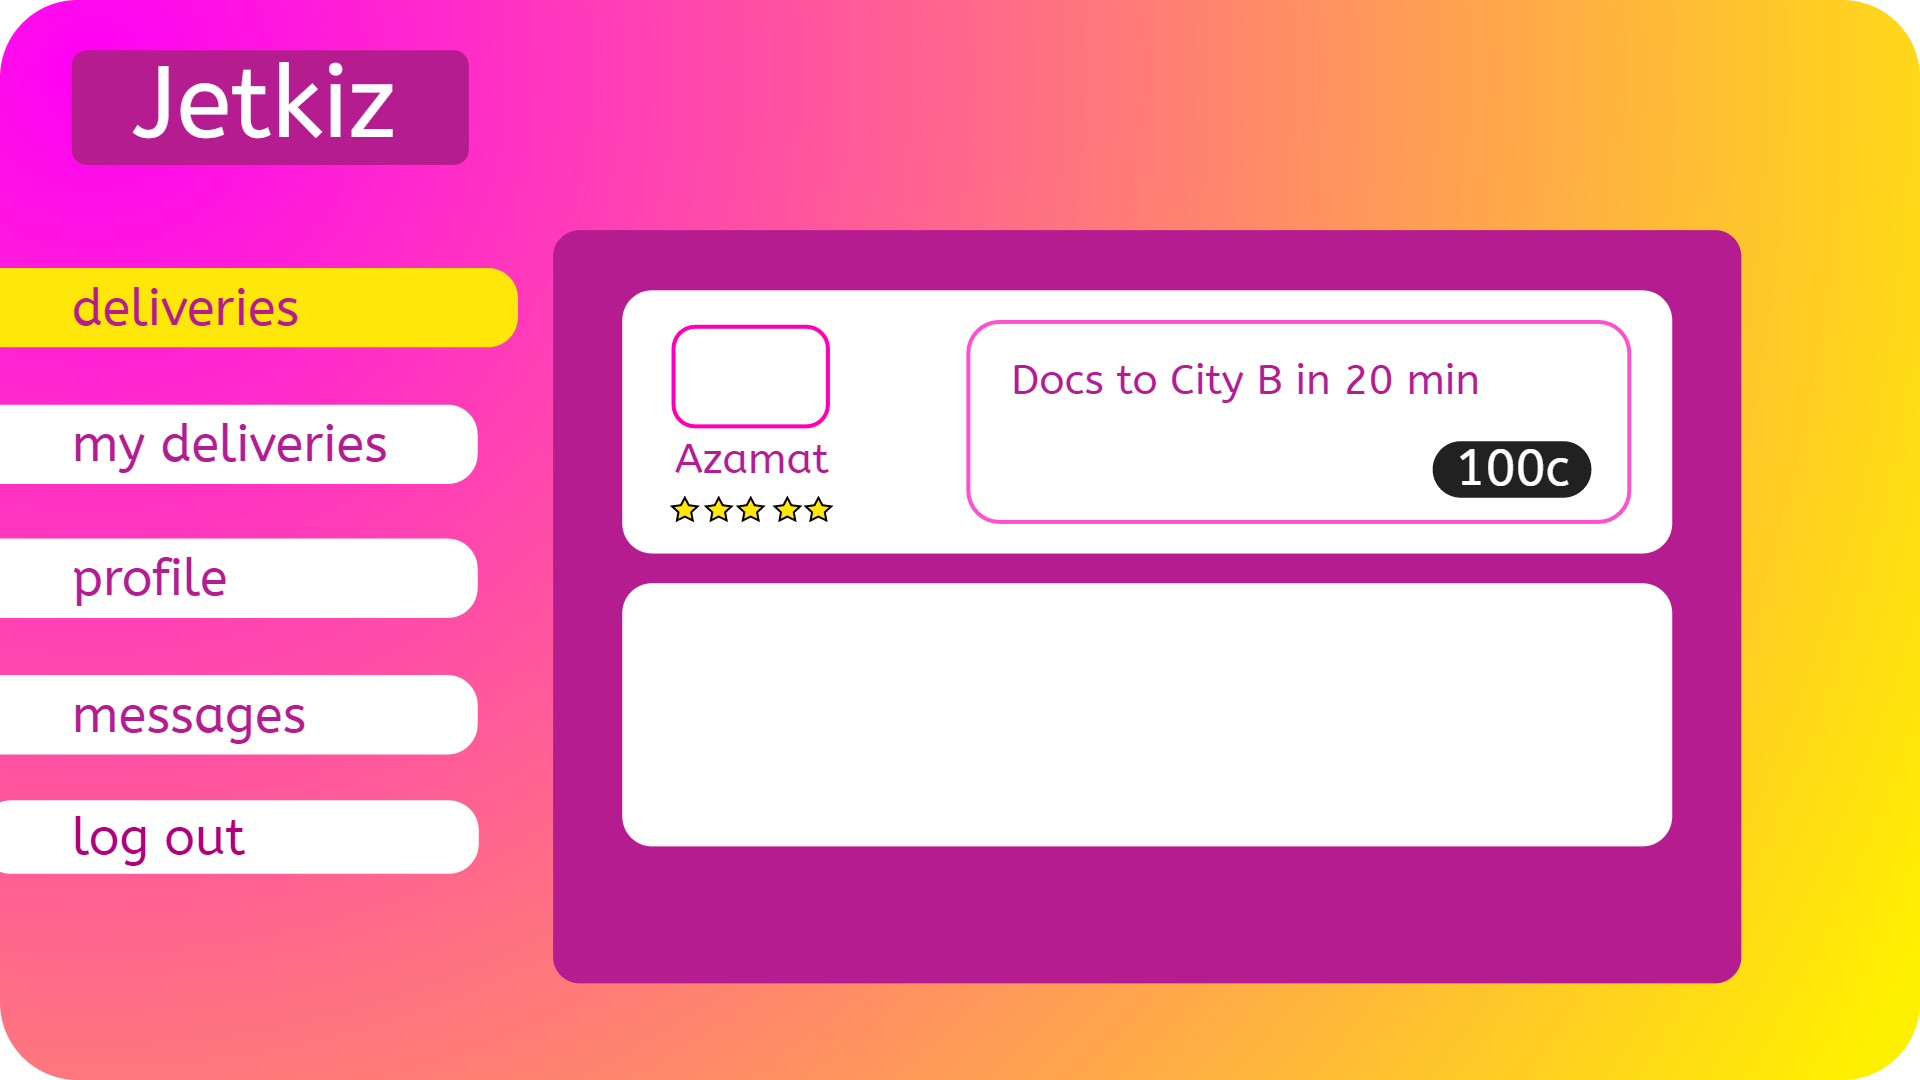 Jetkiz
deliveries
my deliveries
profile
messages
log out
Azamat
Docs to City B in 20 min
100c